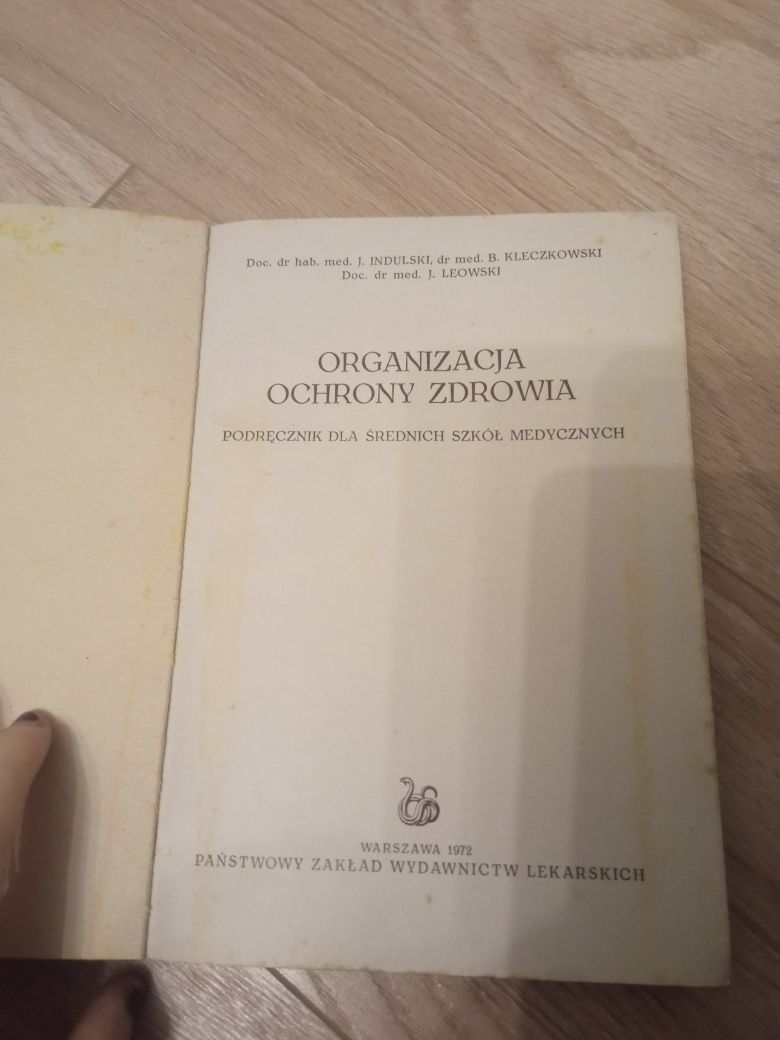 Doc. dr hab. med. J. INDULSKI, dr med. B. KLECZKOWSKI
Doc. dr med. J. LEOWSKI
ORGANIZACJA
OCHRONY ZDROWIA
PODRĘCZNIK DLA ŚREDNICH SZKÓŁ MEDYCZNYCH
WARSZAWA 1972
PAŃSTWOWY ZAKŁAD WYDAWNICTW LEKARSKICH